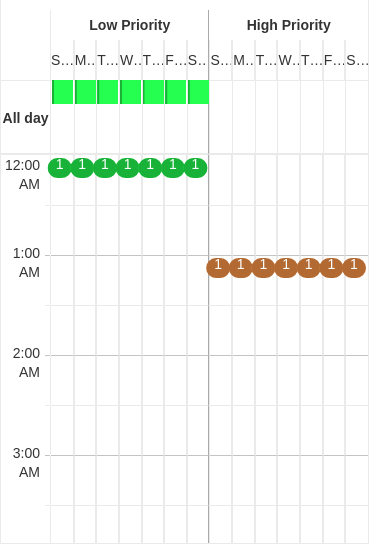 Low Priority High Priority
S... M... T... W... T... F... S... S... M... T... W... T... F... S...
All day
12:00 AM
1 1 1 1 1 1 1
1:00 AM
1 1 1 1 1 1 1
2:00 AM
3:00 AM